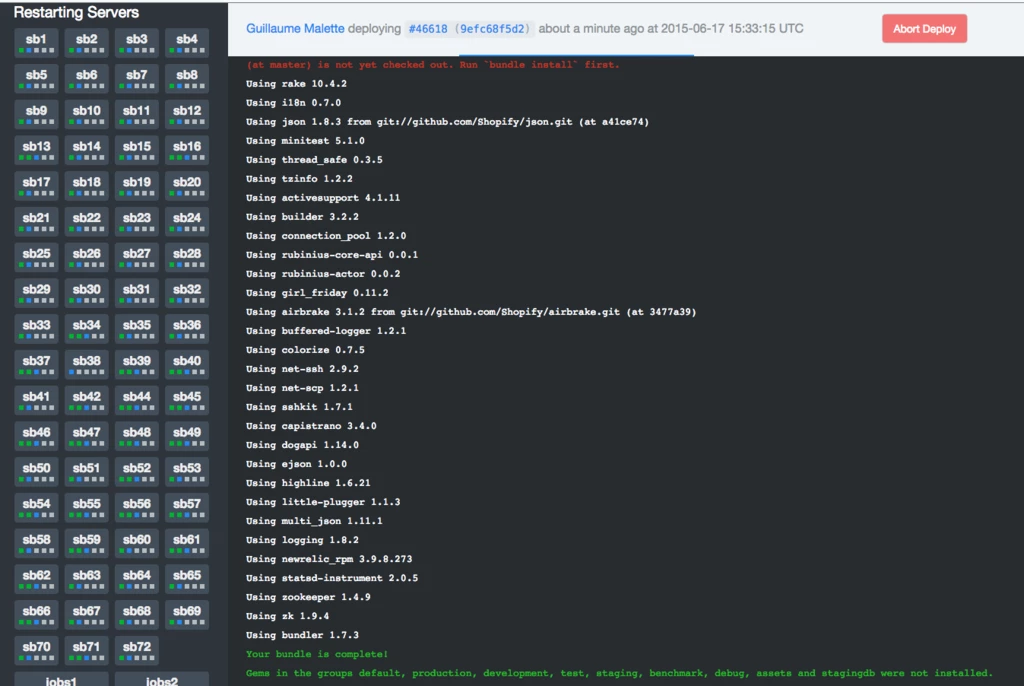 Restarting Servers
sb1 sb2 sb3 sb4
sb5 sb6 sb7 sb8
sb9 sb10 sb11 sb12
sb13 sb14 sb15 sb16
sb17 sb18 sb19 sb20
sb21 sb22 sb23 sb24
sb25 sb26 sb27 sb28
sb29 sb30 sb31 sb32
sb33 sb34 sb35 sb36
sb37 sb38 sb39 sb40
sb41 sb42 sb44 sb45
sb46 sb47 sb48 sb49
sb50 sb51 sb52 sb53
sb54 sb55 sb56 sb57
sb58 sb59 sb60 sb61
sb62 sb63 sb64 sb65
sb66 sb67 sb68 sb69
sb70 sb71 sb72
jobs1 jobs2
Guillaume Malette deploying #46618 (9efc68f5d2) about a minute ago at 2015-06-17 15:33:15 UTC
Abort Deploy
(at master) is not yet checked out. Run `bundle install` first.
Using rake 10.4.2
Using i18n 0.7.0
Using json 1.8.3 from git://github.com/Shopify/json.git (at a41ce74)
Using minitest 5.1.0
Using thread_safe 0.3.5
Using tzinfo 1.2.2
Using activesupport 4.1.11
Using builder 3.2.2
Using connection_pool 1.2.0
Using rubinius-core-api 0.0.1
Using rubinius-actor 0.0.2
Using girl_friday 0.11.2
Using airbrake 3.1.2 from git://github.com/Shopify/airbrake.git (at 3477a39)
Using buffered-logger 1.2.1
Using colorize 0.7.5
Using net-ssh 2.9.2
Using net-scp 1.2.1
Using sshkit 1.7.1
Using capistrano 3.4.0
Using dogapi 1.14.0
Using ejson 1.0.0
Using highline 1.6.21
Using little-plugger 1.1.3
Using multi_json 1.11.1
Using logging 1.8.2
Using newrelic_rpm 3.9.8.273
Using statsd-instrument 2.0.5
Using zookeeper 1.4.9
Using zk 1.9.4
Using bundler 1.7.3
Your bundle is complete!
Gems in the groups default, production, development, test, staging, benchmark, debug, assets and stagingdb were not installed.